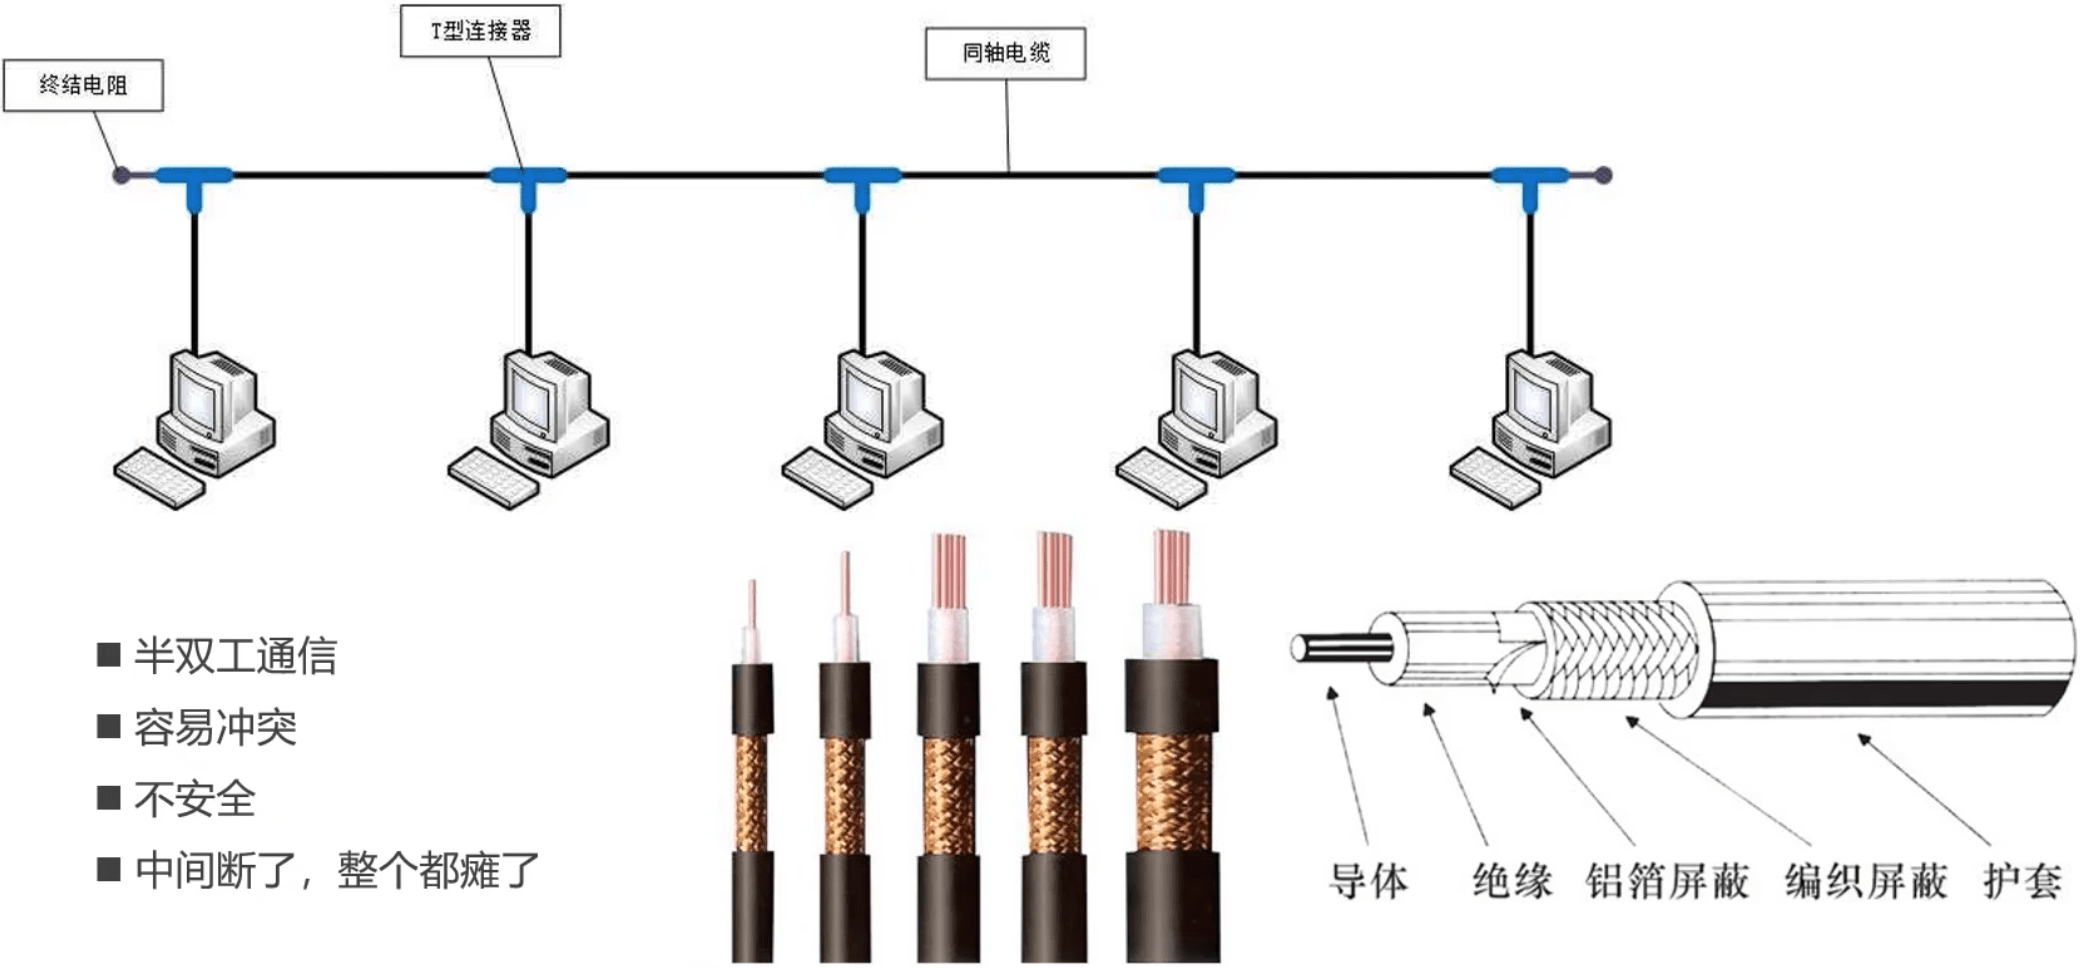 T型连接器
同轴电缆
终结电阻
■ 半双工通信
■ 容易冲突
■ 不安全
■ 中间断了，整个都瘫了
导体 绝缘 铝箔屏蔽 编织屏蔽 护套